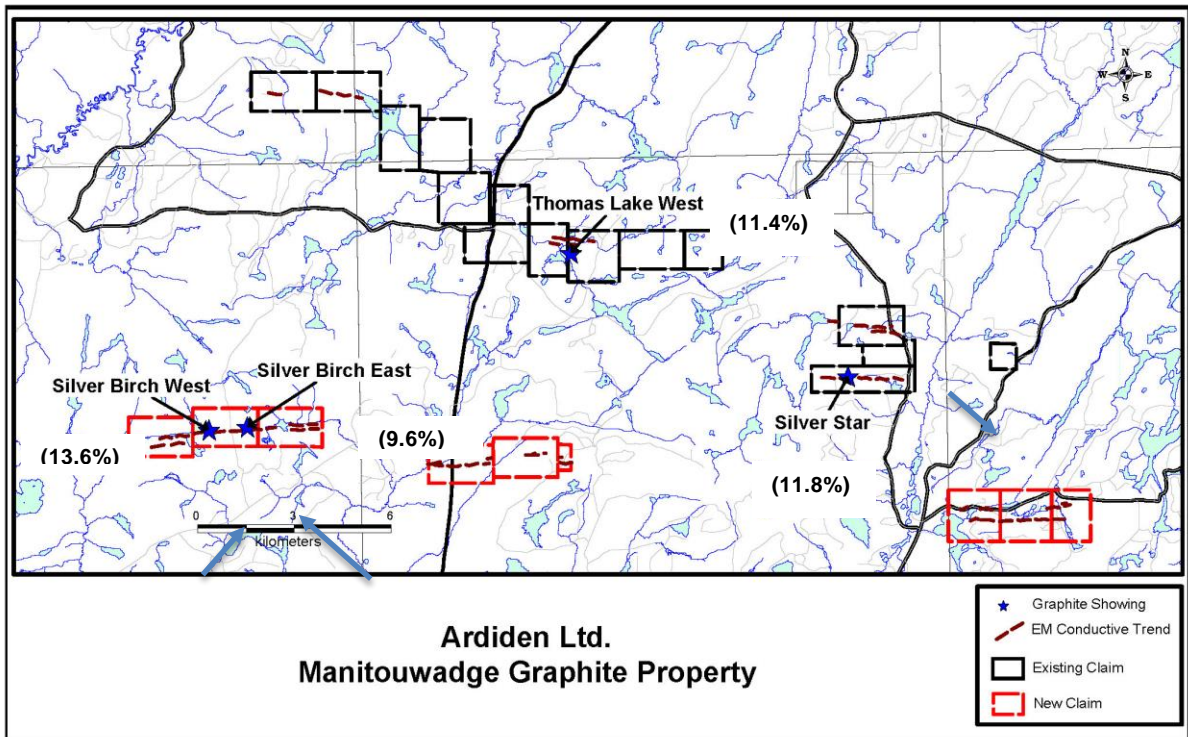 N
W E
S
Thomas Lake West
(11.4%)
Silver Birch West
Silver Birch East
(13.6%)
(9.6%)
Silver Star
(11.8%)
0 3 6
kilometers
Ardiden Ltd.
Manitouwadge Graphite Property
Graphite Showing
EM Conductive Trend
Existing Claim
New Claim